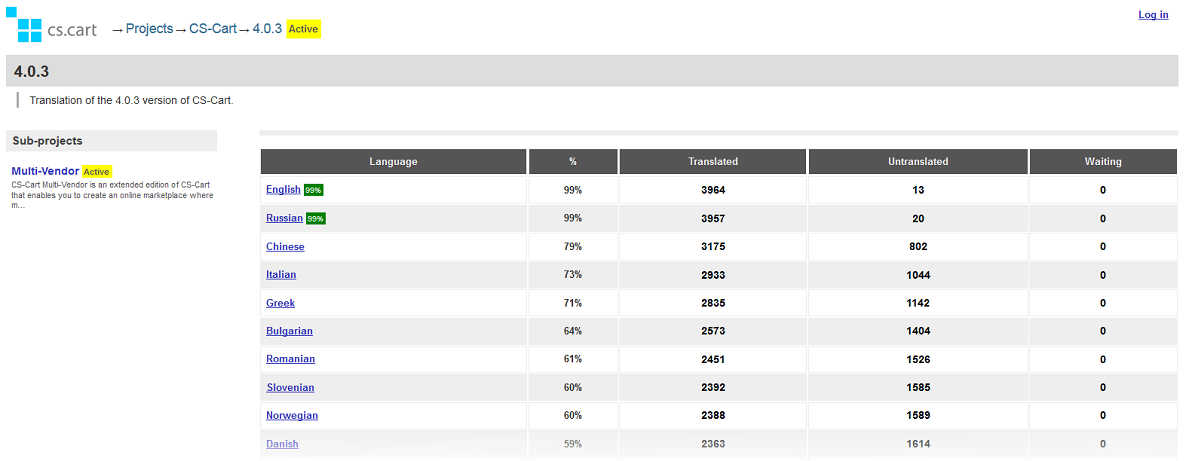 cs.cart →Projects→CS-Cart→4.0.3 Active
Log in
4.0.3
Translation of the 4.0.3 version of CS-Cart.
Sub-projects
Multi-Vendor Active
CS-Cart Multi-Vendor is an extended edition of CS-Cart
that enables you to create an online marketplace where
m...
Language % Translated Untranslated Waiting
English 99% 99% 3964 13 0
Russian 99% 99% 3957 20 0
Chinese 79% 3175 802 0
Italian 73% 2933 1044 0
Greek 71% 2835 1142 0
Bulgarian 64% 2573 1404 0
Romanian 61% 2451 1526 0
Slovenian 60% 2392 1585 0
Norwegian 60% 2388 1589 0
Danish 59% 2363 1614 0